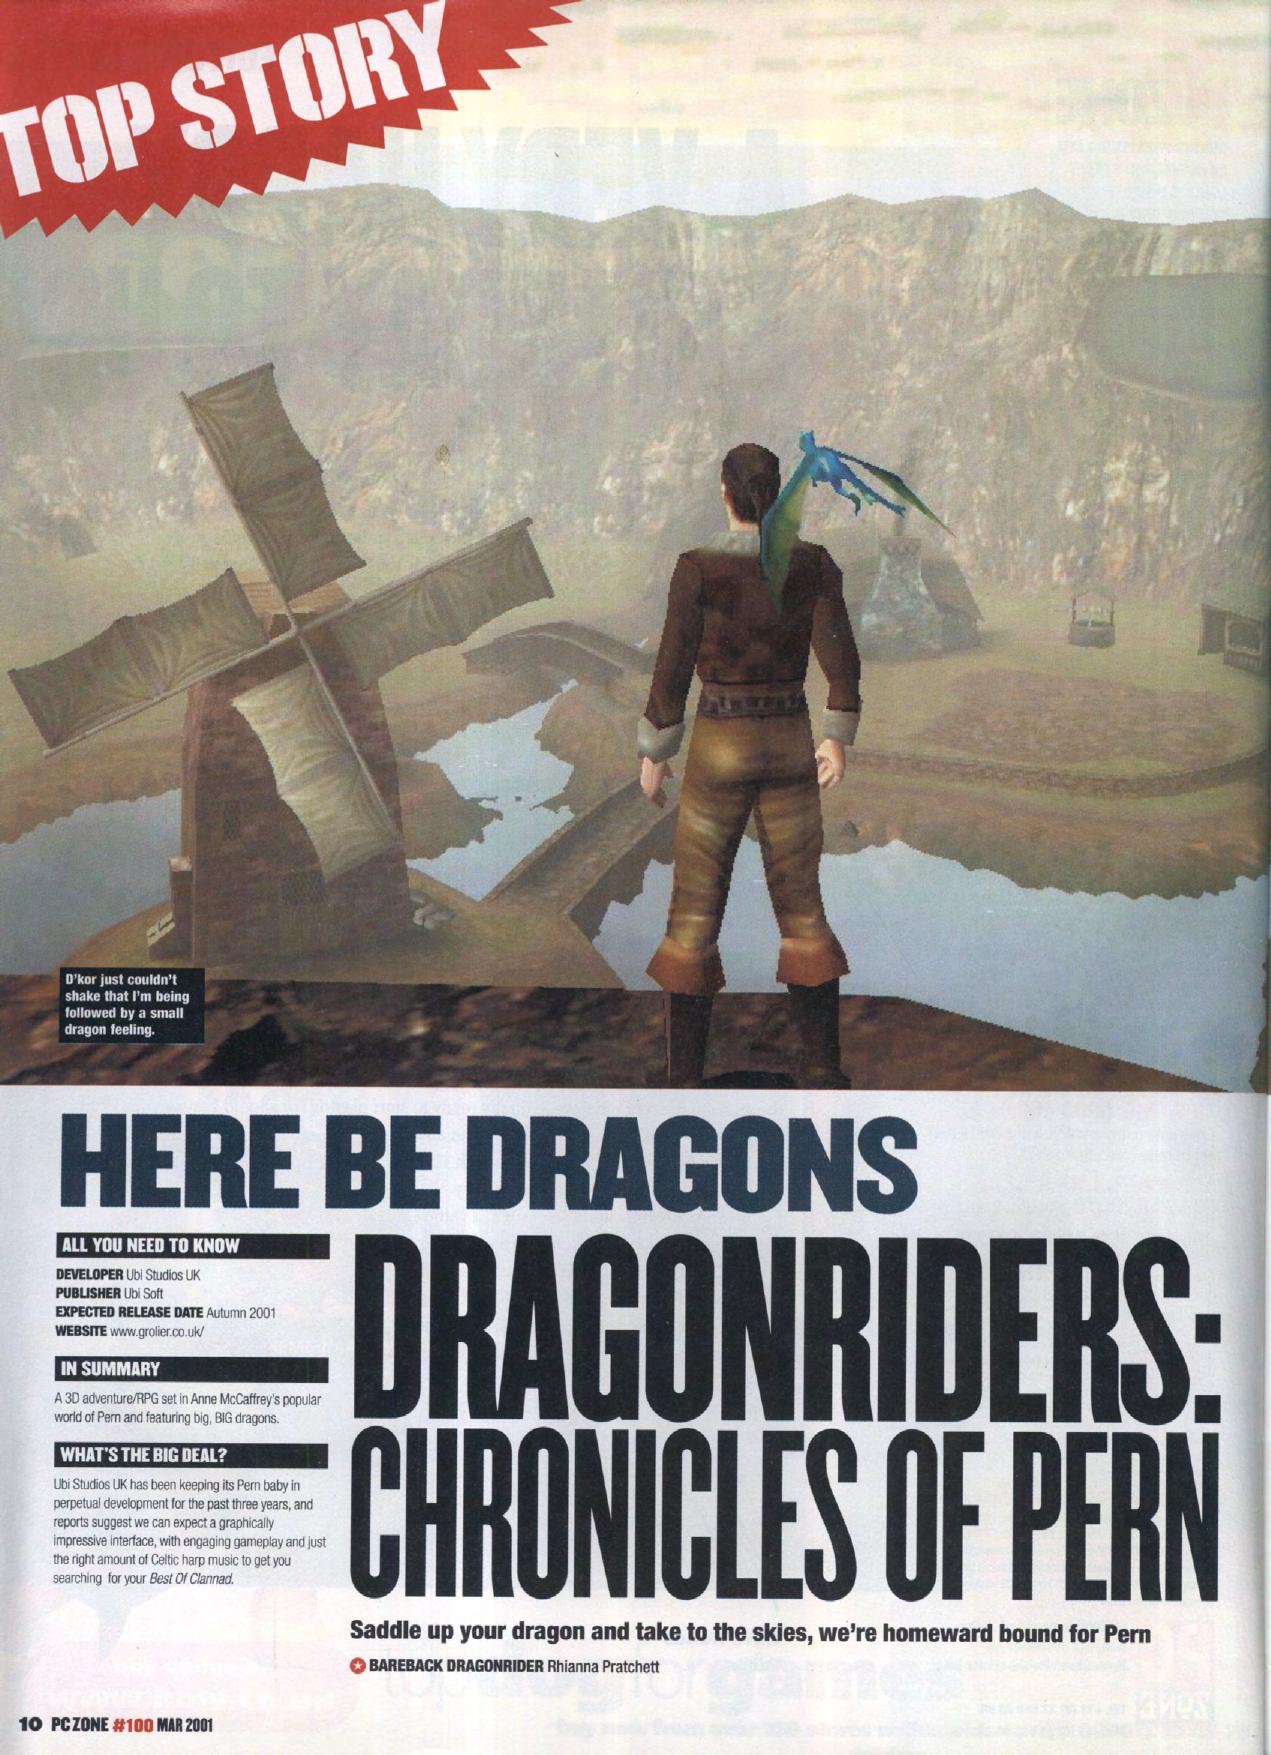 TOP STORY
D'kor just couldn't
shake that I'm being
followed by a small
dragon feeling.
HERE BE DRAGONS
ALL YOU NEED TO KNOW
DEVELOPER Ubi Studios UK
PUBLISHER Ubi Soft
EXPECTED RELEASE DATE Autumn 2001
WEBSITE www.grolier.co.uk/
IN SUMMARY
A 3D adventure/RPG set in Anne McCaffrey's popular
world of Pern and featuring big, BIG dragons.
WHAT'S THE BIG DEAL?
Ubi Studios UK has been keeping its Pern baby in
perpetual development for the past three years, and
reports suggest we can expect a graphically
impressive interface, with engaging gameplay and just
the right amount of Celtic harp music to get you
searching for your Best Of Clannad.
DRAGONRIDERS:
CHRONICLES OF PERN
Saddle up your dragon and take to the skies, we're homeward bound for Pern
BAREBACK DRAGONRIDER Rhianna Pratchett
10 PC ZONE #100 MAR 2001